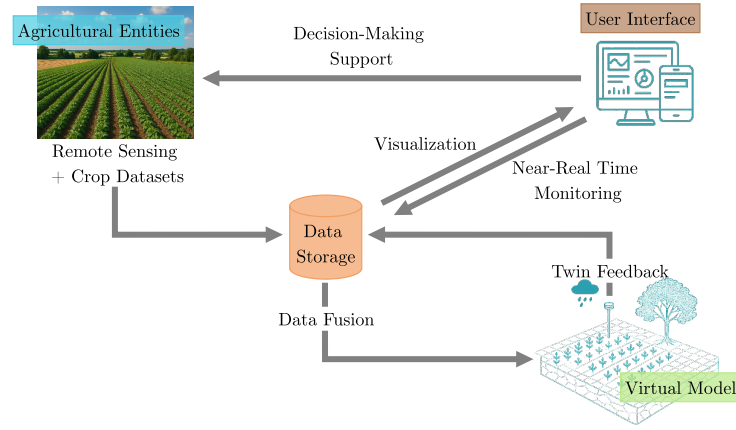 Agricultural Entities
User Interface
Decision-Making
Support
Remote Sensing
+ Crop Datasets
Visualization
Near-Real Time
Monitoring
Data
Storage
Twin Feedback
Data Fusion
Virtual Model